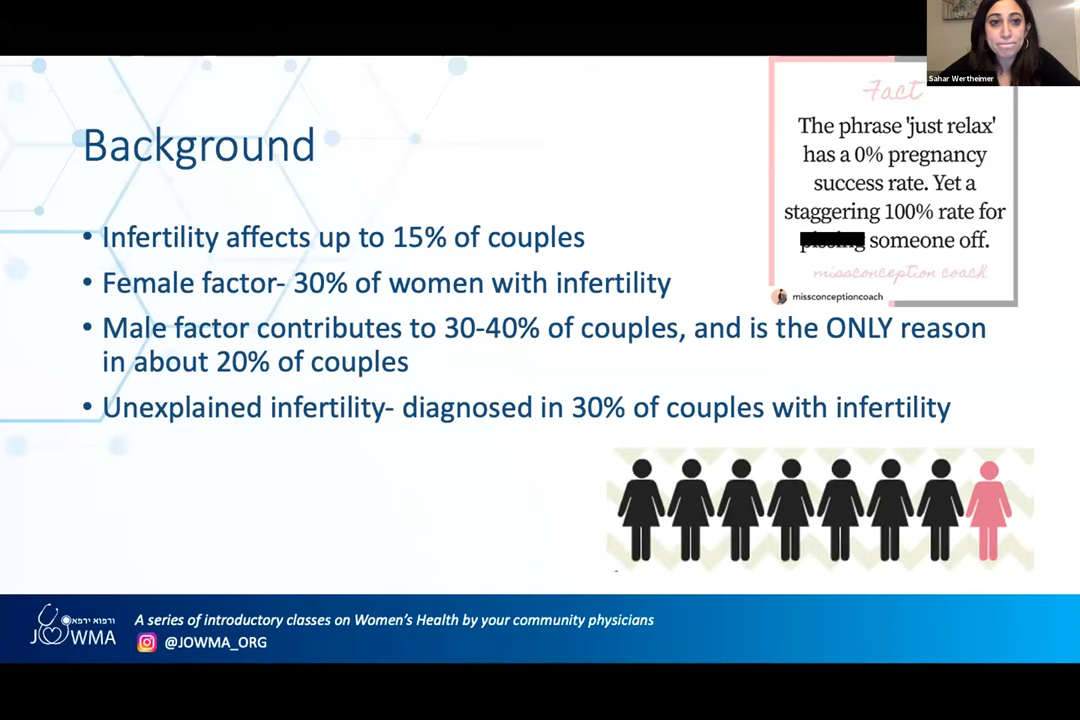 Sahar Wertheimer
Fact
The phrase 'just relax'
has a 0% pregnancy
success rate. Yet a
staggering 100% rate for
someone off.
missconception coach
missconceptioncoach
Background
• Infertility affects up to 15% of couples
• Female factor- 30% of women with infertility
• Male factor contributes to 30-40% of couples, and is the ONLY reason
in about 20% of couples
• Unexplained infertility- diagnosed in 30% of couples with infertility
ורפוא ירפא
JOWMA
A series of introductory classes on Women's Health by your community physicians
@JOWMA_ORG